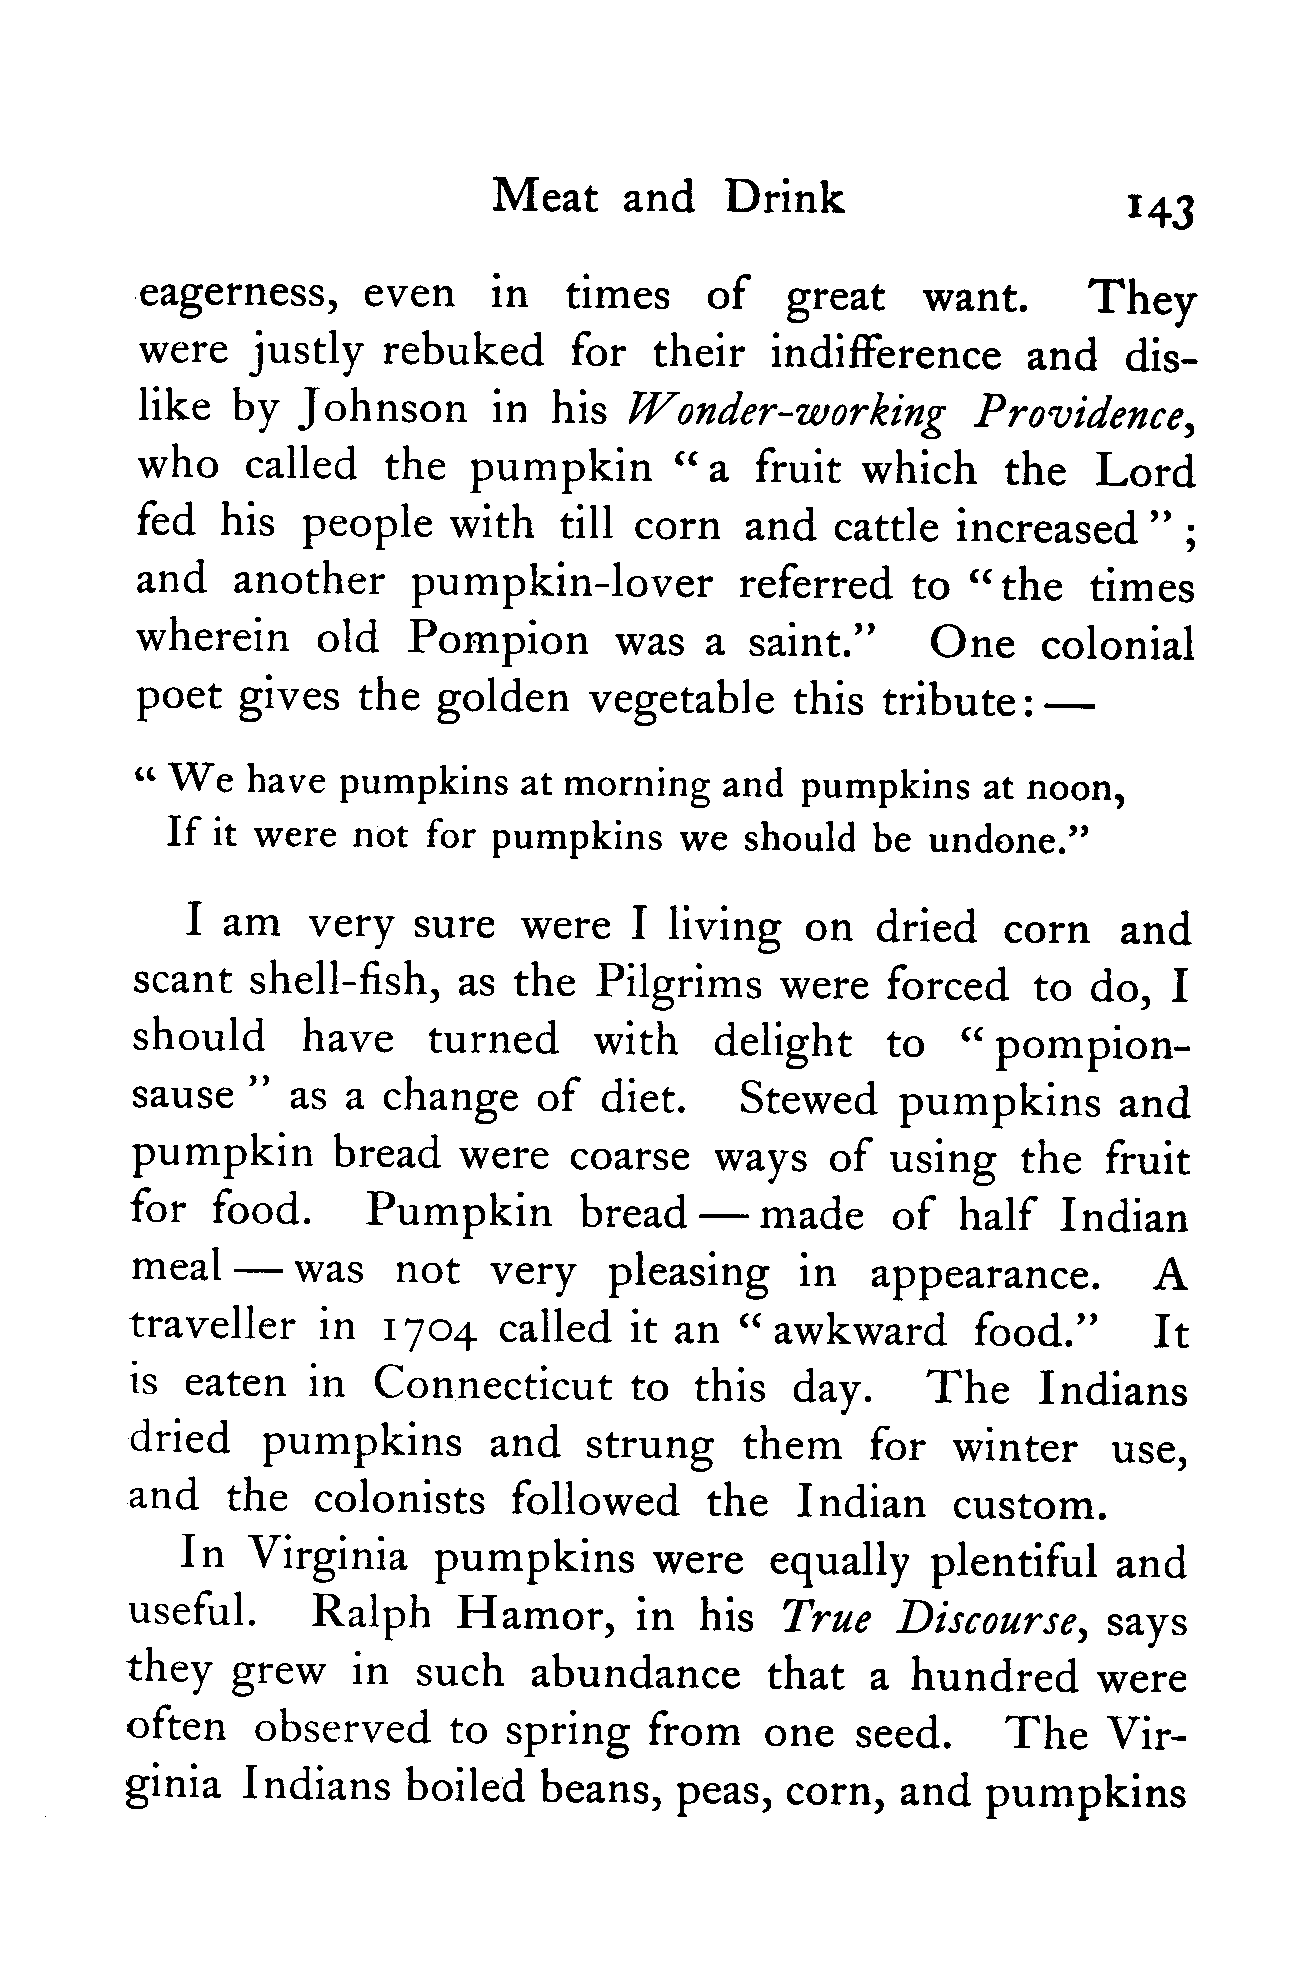 Meat and Drink 143
eagerness, even in times of great want. They
were justly rebuked for their indifference and dis-
like by Johnson in his Wonder-working Providence,
who called the pumpkin “ a fruit which the Lord
fed his people with till corn and cattle increased ” ;
and another pumpkin-lover referred to “ the times
wherein old Pompion was a saint.” One colonial
poet gives the golden vegetable this tribute: —
“ We have pumpkins at morning and pumpkins at noon,
If it were not for pumpkins we should be undone.”
I am very sure were I living on dried corn and
scant shell-fish, as the Pilgrims were forced to do, I
should have turned with delight to “ pompion-
sause ” as a change of diet. Stewed pumpkins and
pumpkin bread were coarse ways of using the fruit
for food. Pumpkin bread — made of half Indian
meal — was not very pleasing in appearance. A
traveller in 1704 called it an “ awkward food.” It
is eaten in Connecticut to this day. The Indians
dried pumpkins and strung them for winter use,
and the colonists followed the Indian custom.
In Virginia pumpkins were equally plentiful and
useful. Ralph Hamor, in his True Discourse, says
they grew in such abundance that a hundred were
often observed to spring from one seed. The Vir-
ginia Indians boiled beans, peas, corn, and pumpkins